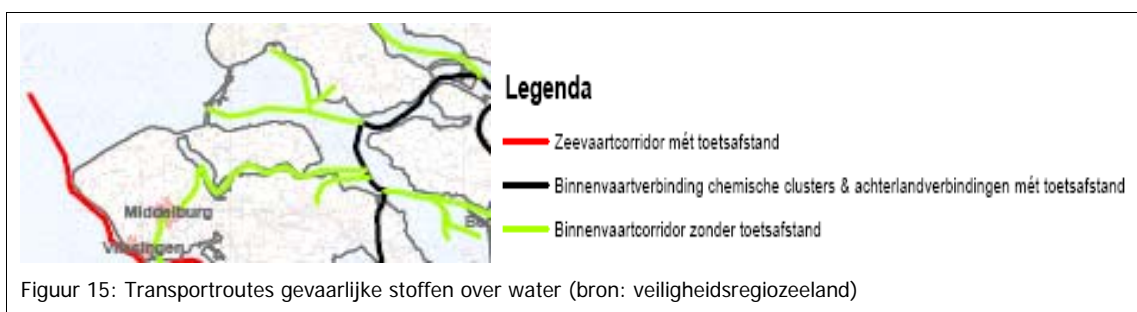 Middelburg
Vlissingen
Legenda
Zeevaartcorridor mét toetsafstand
Binnenvaartverbinding chemische clusters & achterlandverbindingen mét toetsafstand
Binnenvaartcorridor zonder toetsafstand
Figuur 15: Transportroutes gevaarlijke stoffen over water (bron: veiligheidsregiozeeland)